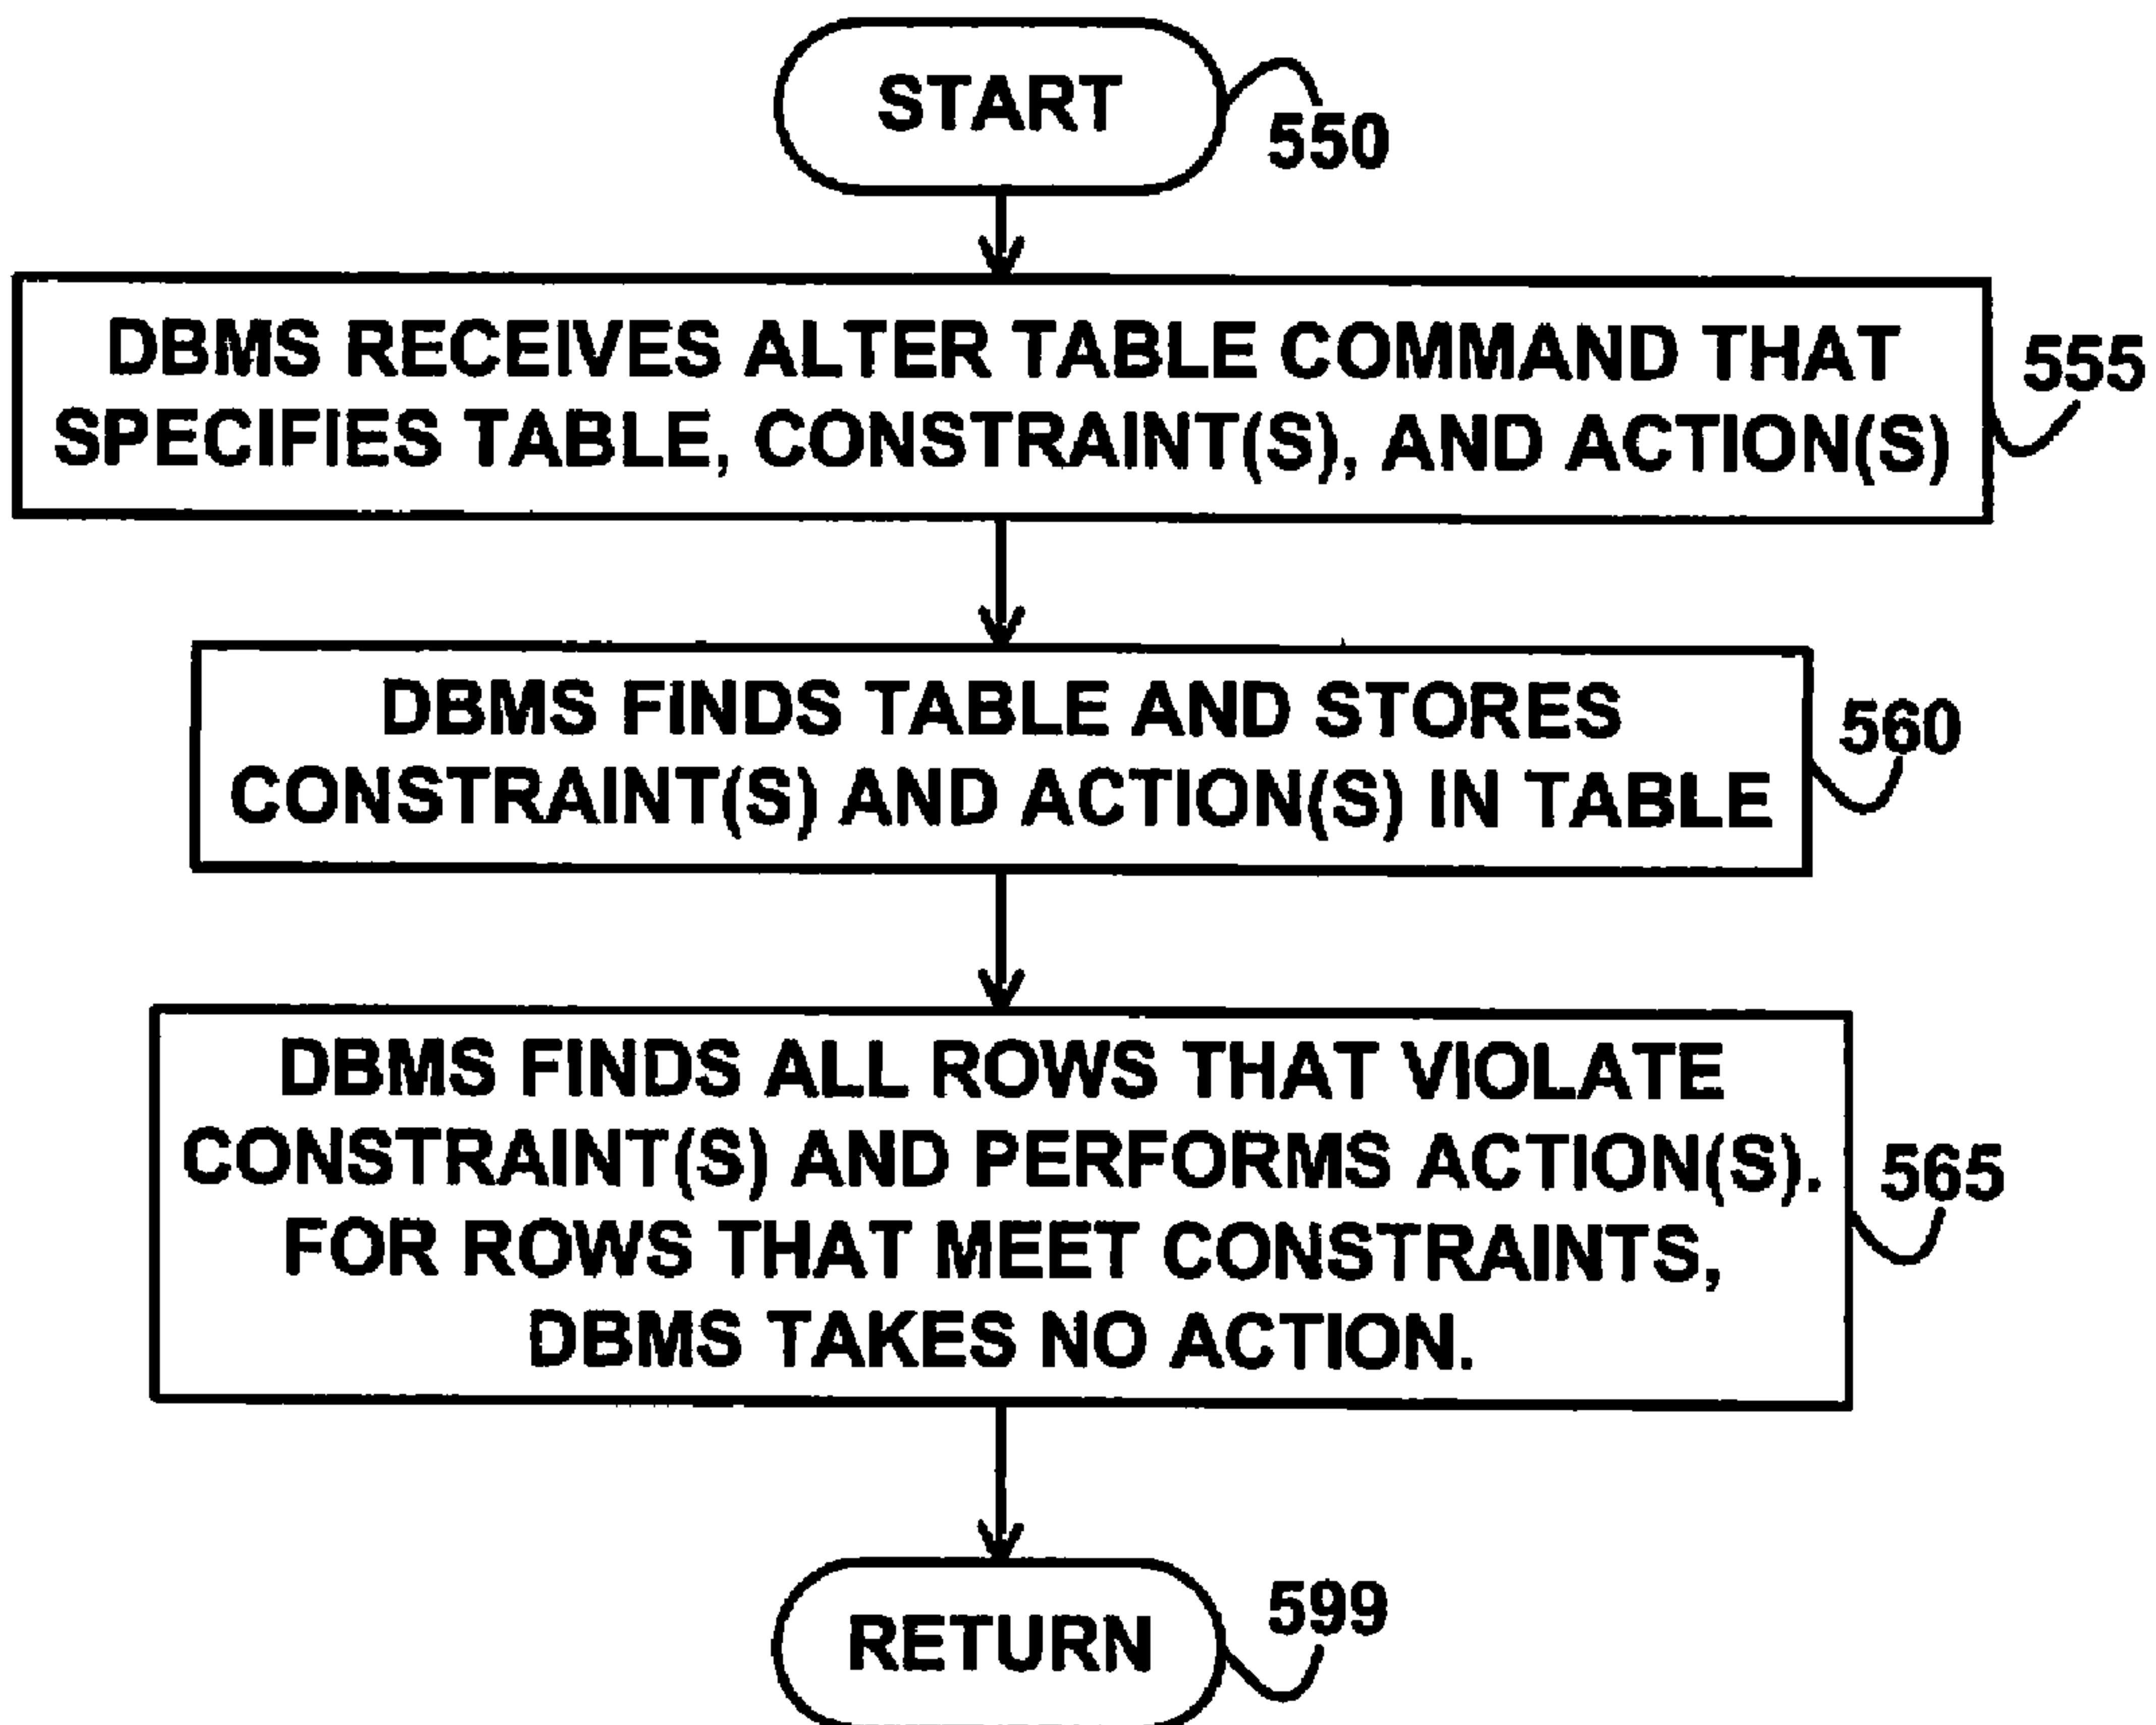 START
550
DBMS RECEIVES ALTER TABLE COMMAND THAT
SPECIFIES TABLE, CONSTRAINT(S), AND ACTION(S)
555
DBMS FINDS TABLE AND STORES
CONSTRAINT(S) AND ACTION(S) IN TABLE
560
DBMS FINDS ALL ROWS THAT VIOLATE
CONSTRAINT(S) AND PERFORMS ACTION(S).
FOR ROWS THAT MEET CONSTRAINTS,
DBMS TAKES NO ACTION.
565
RETURN
599